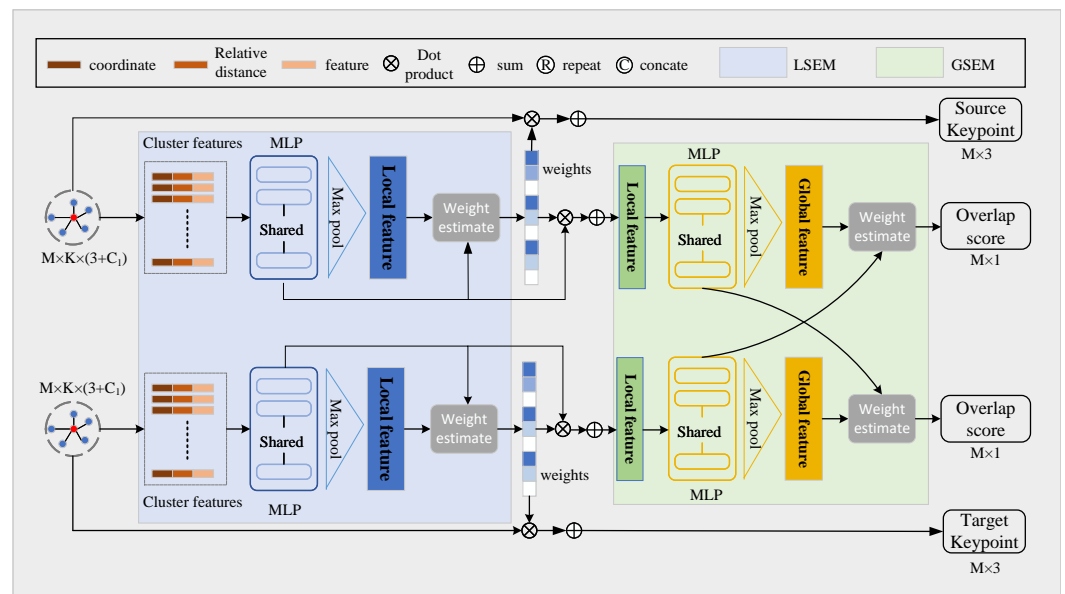 coordinate
Relative
distance
feature
Dot
product
sum
R repeat
C concate
LSEM
GSEM
Source
Keypoint
M×3
Cluster features
MLP
Shared
Max pool
Local feature
Weight
estimate
weights
M×K×(3+C₁)
Local feature
MLP
Shared
Max pool
Global feature
Weight
estimate
Overlap
score
M×1
M×K×(3+C₁)
Shared
MLP
Max pool
Local feature
Weight
estimate
weights
Cluster features
Local feature
Shared
MLP
Max pool
Global feature
Weight
estimate
Overlap
score
M×1
Target
Keypoint
M×3